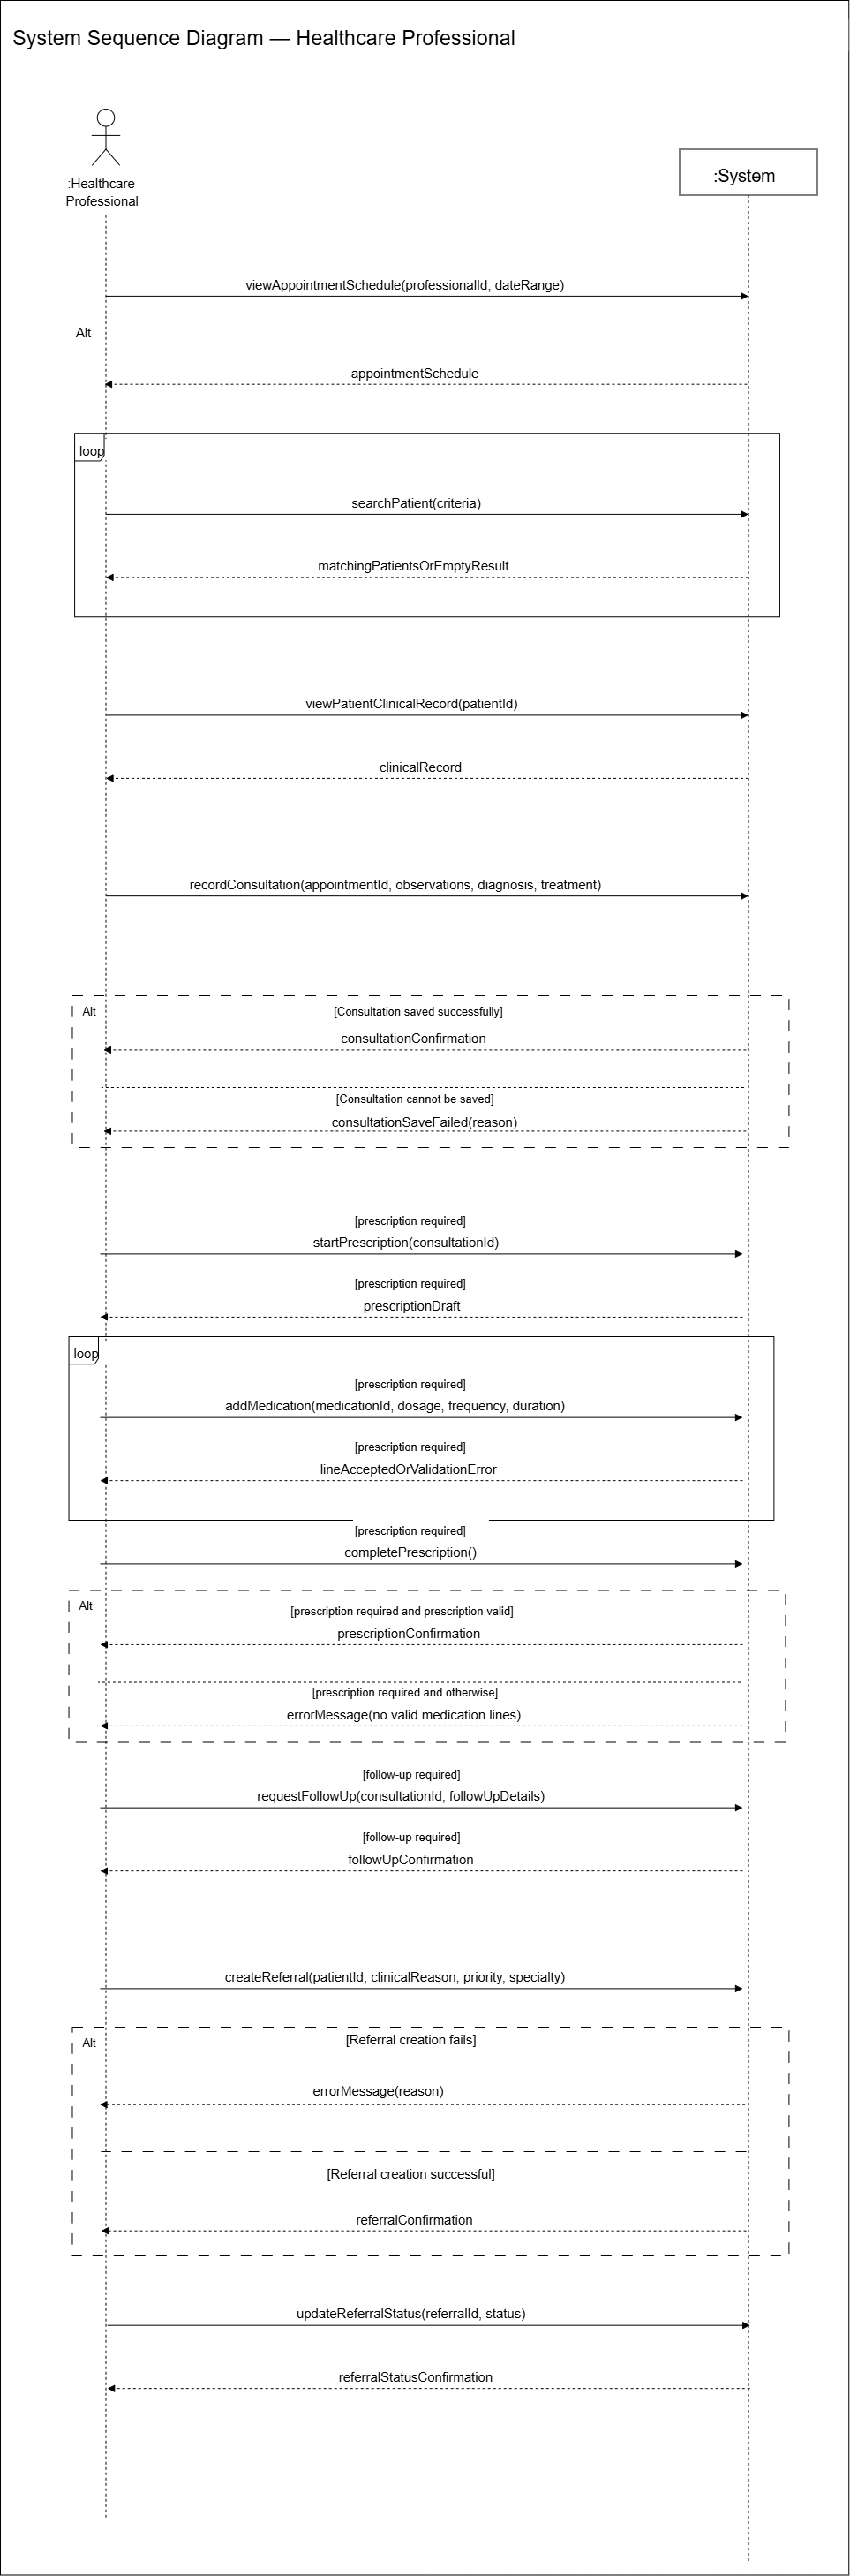 System Sequence Diagram — Healthcare Professional
:Healthcare
Professional
:System
viewAppointmentSchedule(professionalId, dateRange)
Alt
appointmentSchedule
loop
searchPatient(criteria)
matchingPatientsOrEmptyResult
viewPatientClinicalRecord(patientId)
clinicalRecord
recordConsultation(appointmentId, observations, diagnosis, treatment)
Alt
[Consultation saved successfully]
consultationConfirmation
[Consultation cannot be saved]
consultationSaveFailed(reason)
[prescription required]
startPrescription(consultationId)
[prescription required]
prescriptionDraft
loop
[prescription required]
addMedication(medicationId, dosage, frequency, duration)
[prescription required]
lineAcceptedOrValidationError
[prescription required]
completePrescription()
Alt
[prescription required and prescription valid]
prescriptionConfirmation
[prescription required and otherwise]
errorMessage(no valid medication lines)
[follow-up required]
requestFollowUp(consultationId, followUpDetails)
[follow-up required]
followUpConfirmation
createReferral(patientId, clinicalReason, priority, specialty)
Alt
[Referral creation fails]
errorMessage(reason)
[Referral creation successful]
referralConfirmation
updateReferralStatus(referralId, status)
referralStatusConfirmation